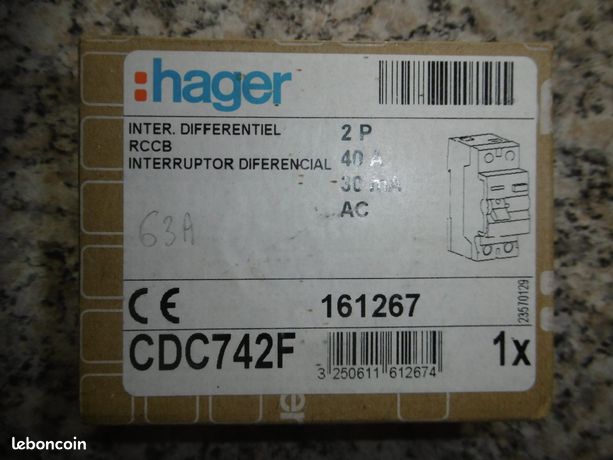 :hager
INTER. DIFFERENTIEL 2 P
RCCB 40 A
INTERRUPTOR DIFERENCIAL 30 mA
AC
63A
CE 161267
23570129
CDC742F 1x
3 250611 612674
er
leboncoin